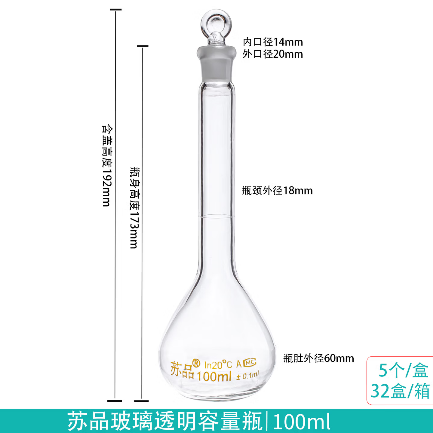 内口径14mm
外口径20mm
含盖高度192mm
瓶身高度173mm
瓶颈外径18mm
瓶肚外径60mm
苏品® In20°C A MC
100ml ±0.1ml
5个/盒
32盒/箱
苏品玻璃透明容量瓶|100ml